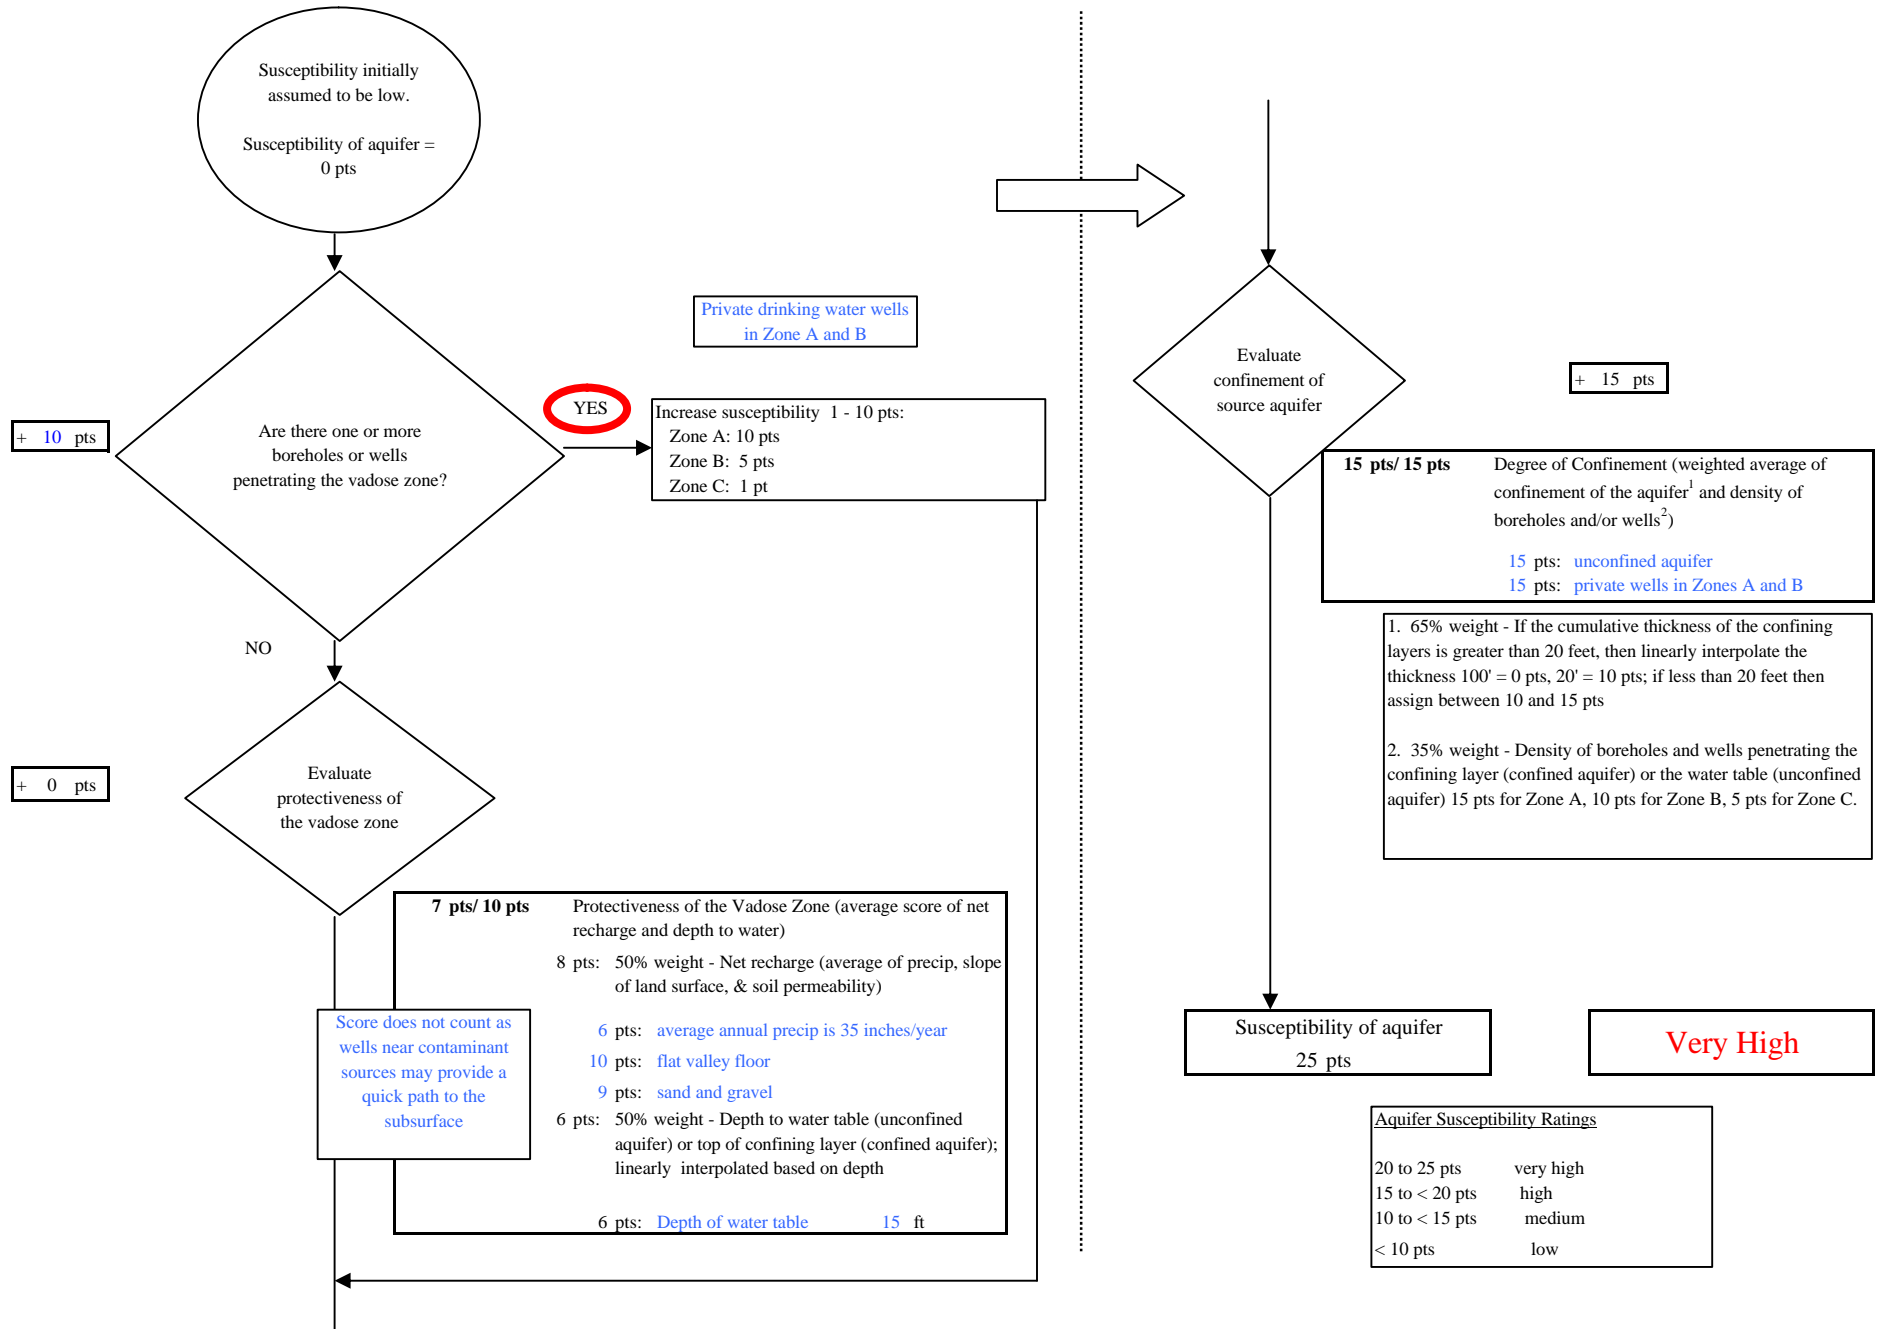 Susceptibility initially
assumed to be low.
Susceptibility of aquifer =
0 pts
Private drinking water wells
in Zone A and B
YES
+ 10 pts
Are there one or more
boreholes or wells
penetrating the vadose zone?
Increase susceptibility 1 - 10 pts:
Zone A: 10 pts
Zone B: 5 pts
Zone C: 1 pt
NO
+ 0 pts
Evaluate
protectiveness of
the vadose zone
7 pts/ 10 pts Protectiveness of the Vadose Zone (average score of net
recharge and depth to water)
8 pts: 50% weight - Net recharge (average of precip, slope
of land surface, & soil permeability)
6 pts: average annual precip is 35 inches/year
10 pts: flat valley floor
9 pts: sand and gravel
6 pts: 50% weight - Depth to water table (unconfined
aquifer) or top of confining layer (confined aquifer);
linearly interpolated based on depth
6 pts: Depth of water table 15 ft
Score does not count as
wells near contaminant
sources may provide a
quick path to the
subsurface
Evaluate
confinement of
source aquifer
+ 15 pts
15 pts/ 15 pts Degree of Confinement (weighted average of
confinement of the aquifer1 and density of
boreholes and/or wells2)
15 pts: unconfined aquifer
15 pts: private wells in Zones A and B
1. 65% weight - If the cumulative thickness of the confining
layers is greater than 20 feet, then linearly interpolate the
thickness 100' = 0 pts, 20' = 10 pts; if less than 20 feet then
assign between 10 and 15 pts
2. 35% weight - Density of boreholes and wells penetrating the
confining layer (confined aquifer) or the water table (unconfined
aquifer) 15 pts for Zone A, 10 pts for Zone B, 5 pts for Zone C.
Susceptibility of aquifer
25 pts
Very High
Aquifer Susceptibility Ratings
20 to 25 pts very high
15 to < 20 pts high
10 to < 15 pts medium
< 10 pts low